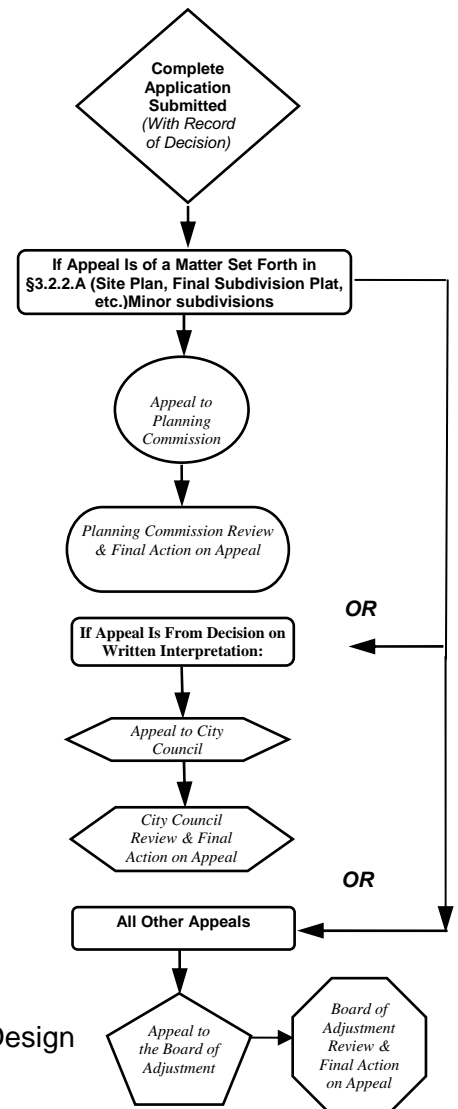 Complete
Application
Submitted
(With Record
of Decision)
If Appeal Is of a Matter Set Forth in
§3.2.2.A (Site Plan, Final Subdivision Plat,
etc.)Minor subdivisions
Appeal to
Planning
Commission
Planning Commission Review
& Final Action on Appeal
OR
If Appeal Is From Decision on
Written Interpretation:
Appeal to City
Council
City Council
Review & Final
Action on Appeal
OR
All Other Appeals
Design
Appeal to
the Board of
Adjustment
Board of
Adjustment
Review &
Final Action
on Appeal